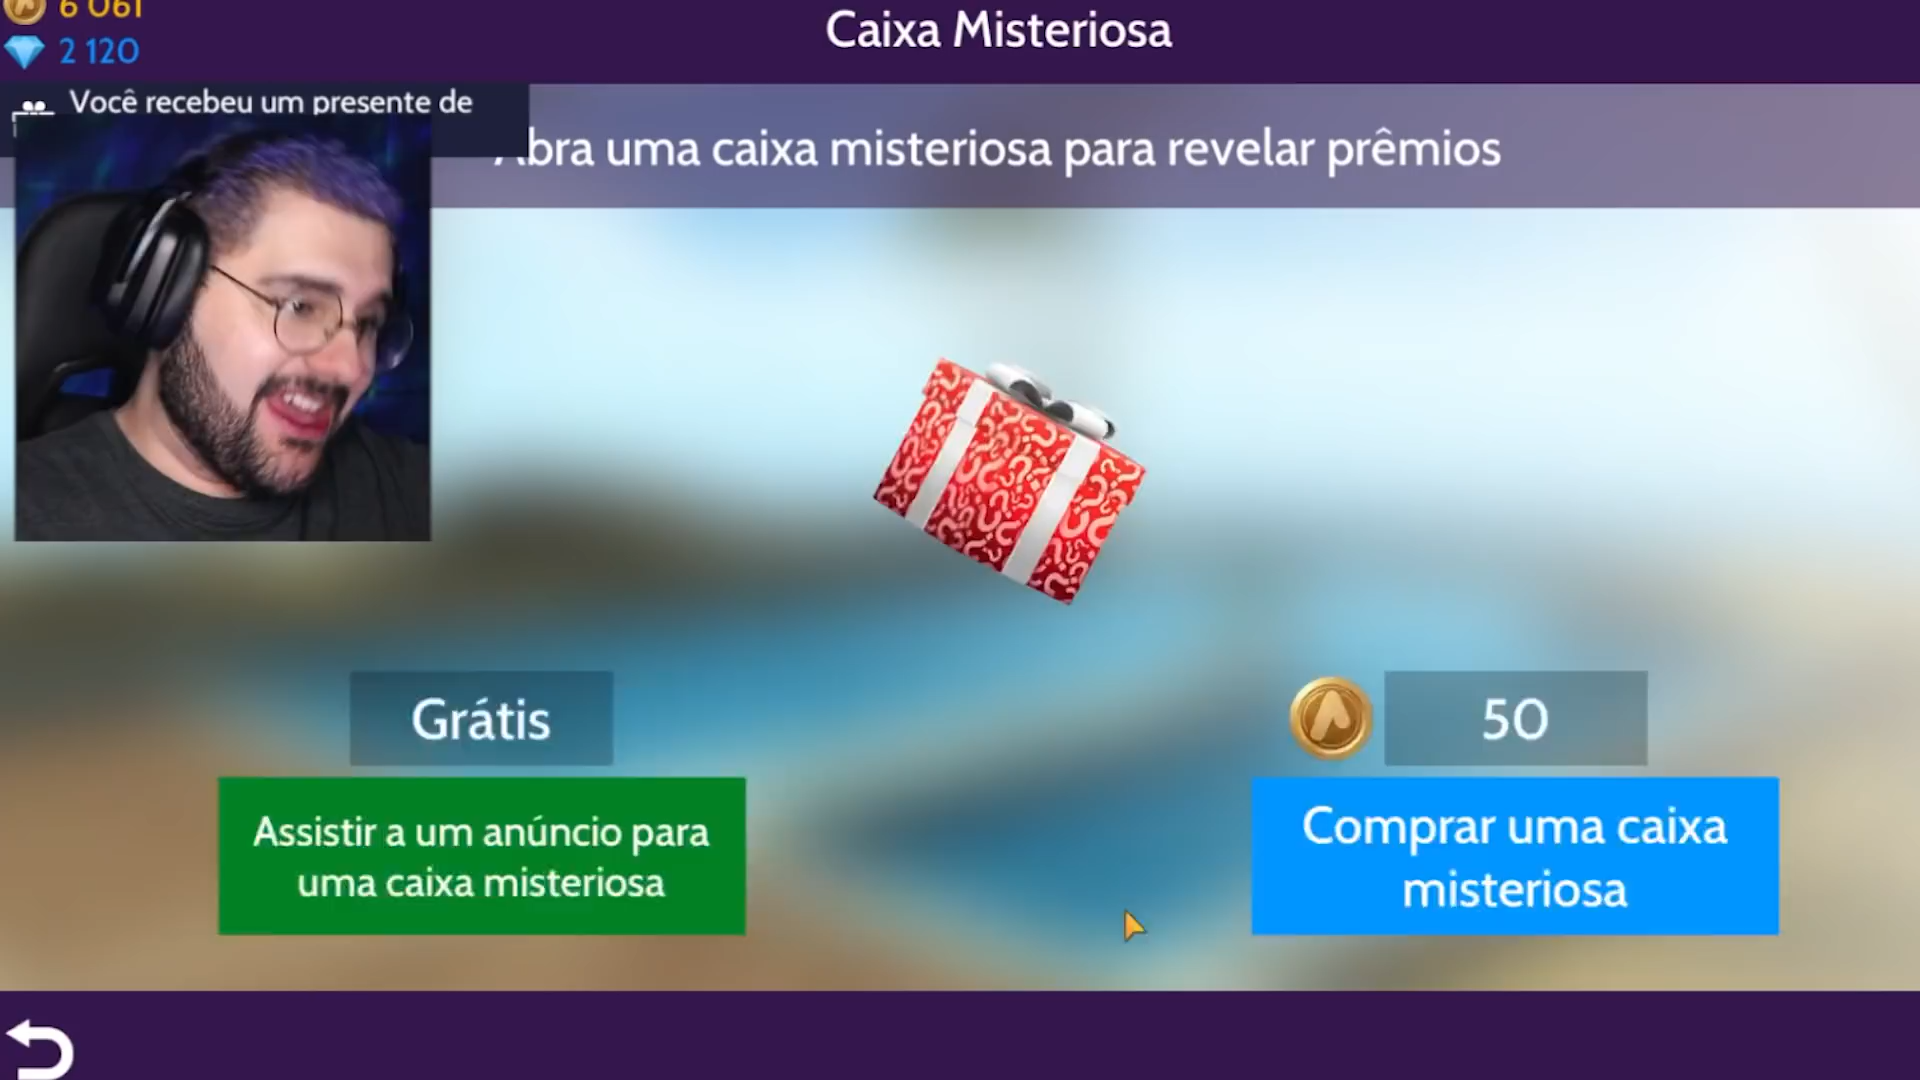 6 061
Caixa Misteriosa
2 120
Você recebeu um presente de
Abra uma caixa misteriosa para revelar prêmios
Grátis
50
Assistir a um anúncio para
uma caixa misteriosa
Comprar uma caixa
misteriosa